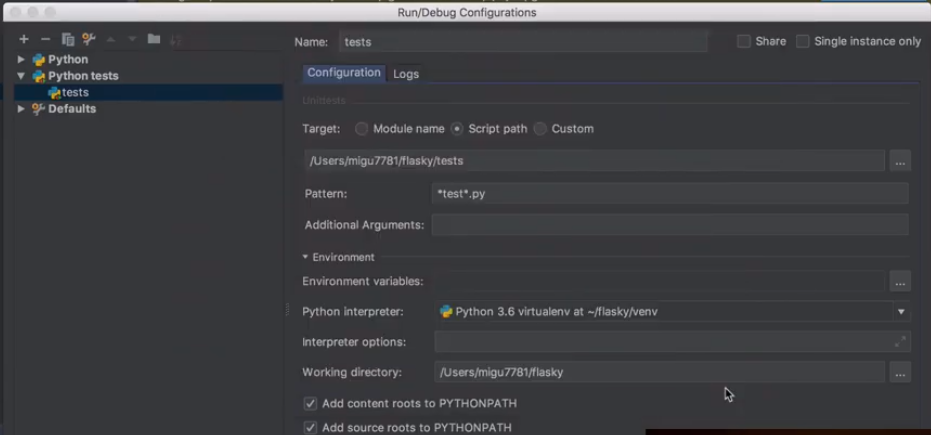 Run/Debug Configurations
Name: tests
Share
Single instance only
Python
Python tests
tests
Defaults
Configuration Logs
Unittests
Target: Module name Script path Custom
/Users/migu7781/flasky/tests ...
Pattern: *test*.py
Additional Arguments:
Environment
Environment variables: ...
Python interpreter: Python 3.6 virtualenv at ~/flasky/venv
Interpreter options:
Working directory: /Users/migu7781/flasky ...
Add content roots to PYTHONPATH
Add source roots to PYTHONPATH